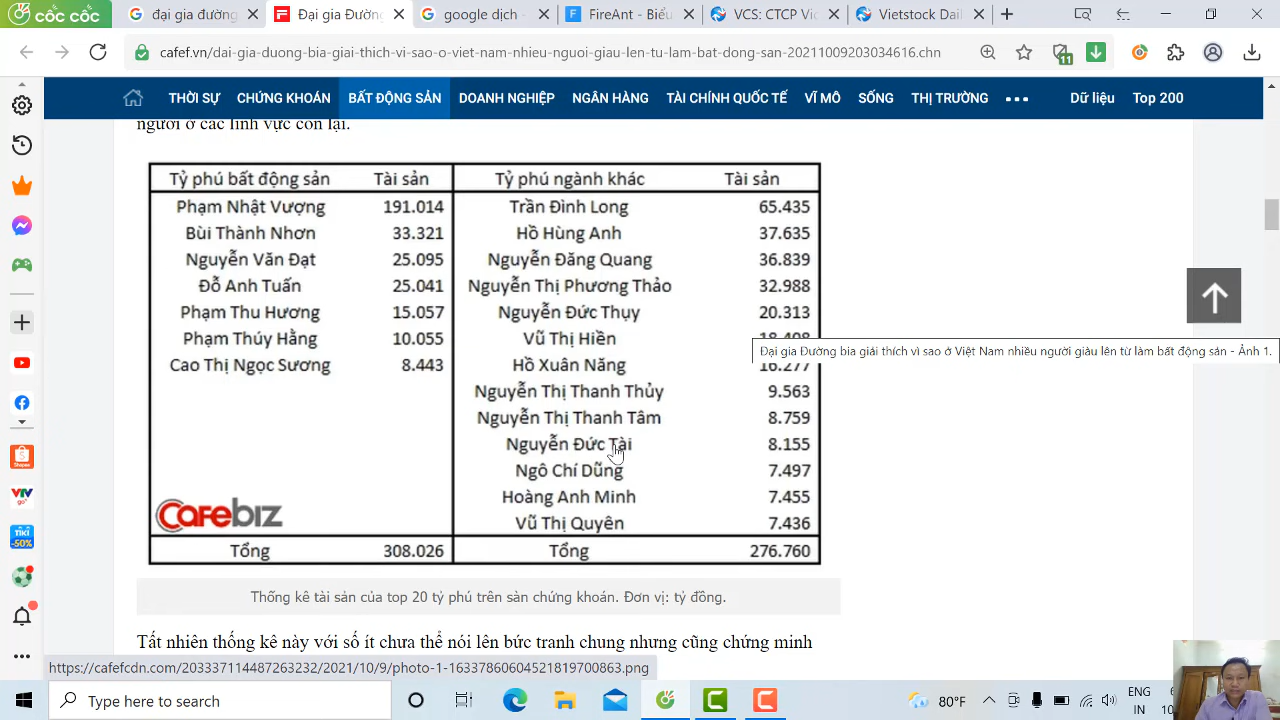 cốc cốc
đại gia đường
Đại gia Đườn
google dịch -
FireAnt - Biểu
VCS: CTCP Vi
Vietstock Dail
cafef.vn/dai-gia-duong-bia-giai-thich-vi-sao-o-viet-nam-nhieu-nguoi-giau-len-tu-lam-bat-dong-san-20211009203034616.chn
11
THỜI SỰ CHỨNG KHOÁN BẤT ĐỘNG SẢN DOANH NGHIỆP NGÂN HÀNG TÀI CHÍNH QUỐC TẾ VĨ MÔ SỐNG THỊ TRƯỜNG Dữ liệu Top 200
người ở các lĩnh vực còn lại.
Tỷ phú bất động sản Tài sản Tỷ phú ngành khác Tài sản
Phạm Nhật Vượng 191.014 Trần Đình Long 65.435
Bùi Thành Nhơn 33.321 Hồ Hùng Anh 37.635
Nguyễn Văn Đạt 25.095 Nguyễn Đăng Quang 36.839
Đỗ Anh Tuấn 25.041 Nguyễn Thị Phương Thảo 32.988
Phạm Thu Hương 15.057 Nguyễn Đức Thụy 20.313
Phạm Thúy Hằng 10.055 Vũ Thị Hiền
Đại gia Đường bia giải thích vì sao ở Việt Nam nhiều người giàu lên từ làm bất động sản - Ảnh 1.
Cao Thị Ngọc Sương 8.443 Hồ Xuân Năng 16.277
Nguyễn Thị Thanh Thủy 9.563
Nguyễn Thị Thanh Tâm 8.759
Nguyễn Đức Tài 8.155
Ngô Chí Dũng 7.497
Hoàng Anh Minh 7.455
Cafebiz
Vũ Thị Quyên 7.436
Tổng 308.026 Tổng 276.760
Thống kê tài sản của top 20 tỷ phú trên sàn chứng khoán. Đơn vị: tỷ đồng.
Tất nhiên thống kê này với số ít chưa thể nói lên bức tranh chung nhưng cũng chứng minh
https://cafefcdn.com/203337114487263232/2021/10/9/photo-1-16337860604521819700863.png
Shopee
VTV
go
TIKI
-50%
Type here to search
80°F
ENG
IN